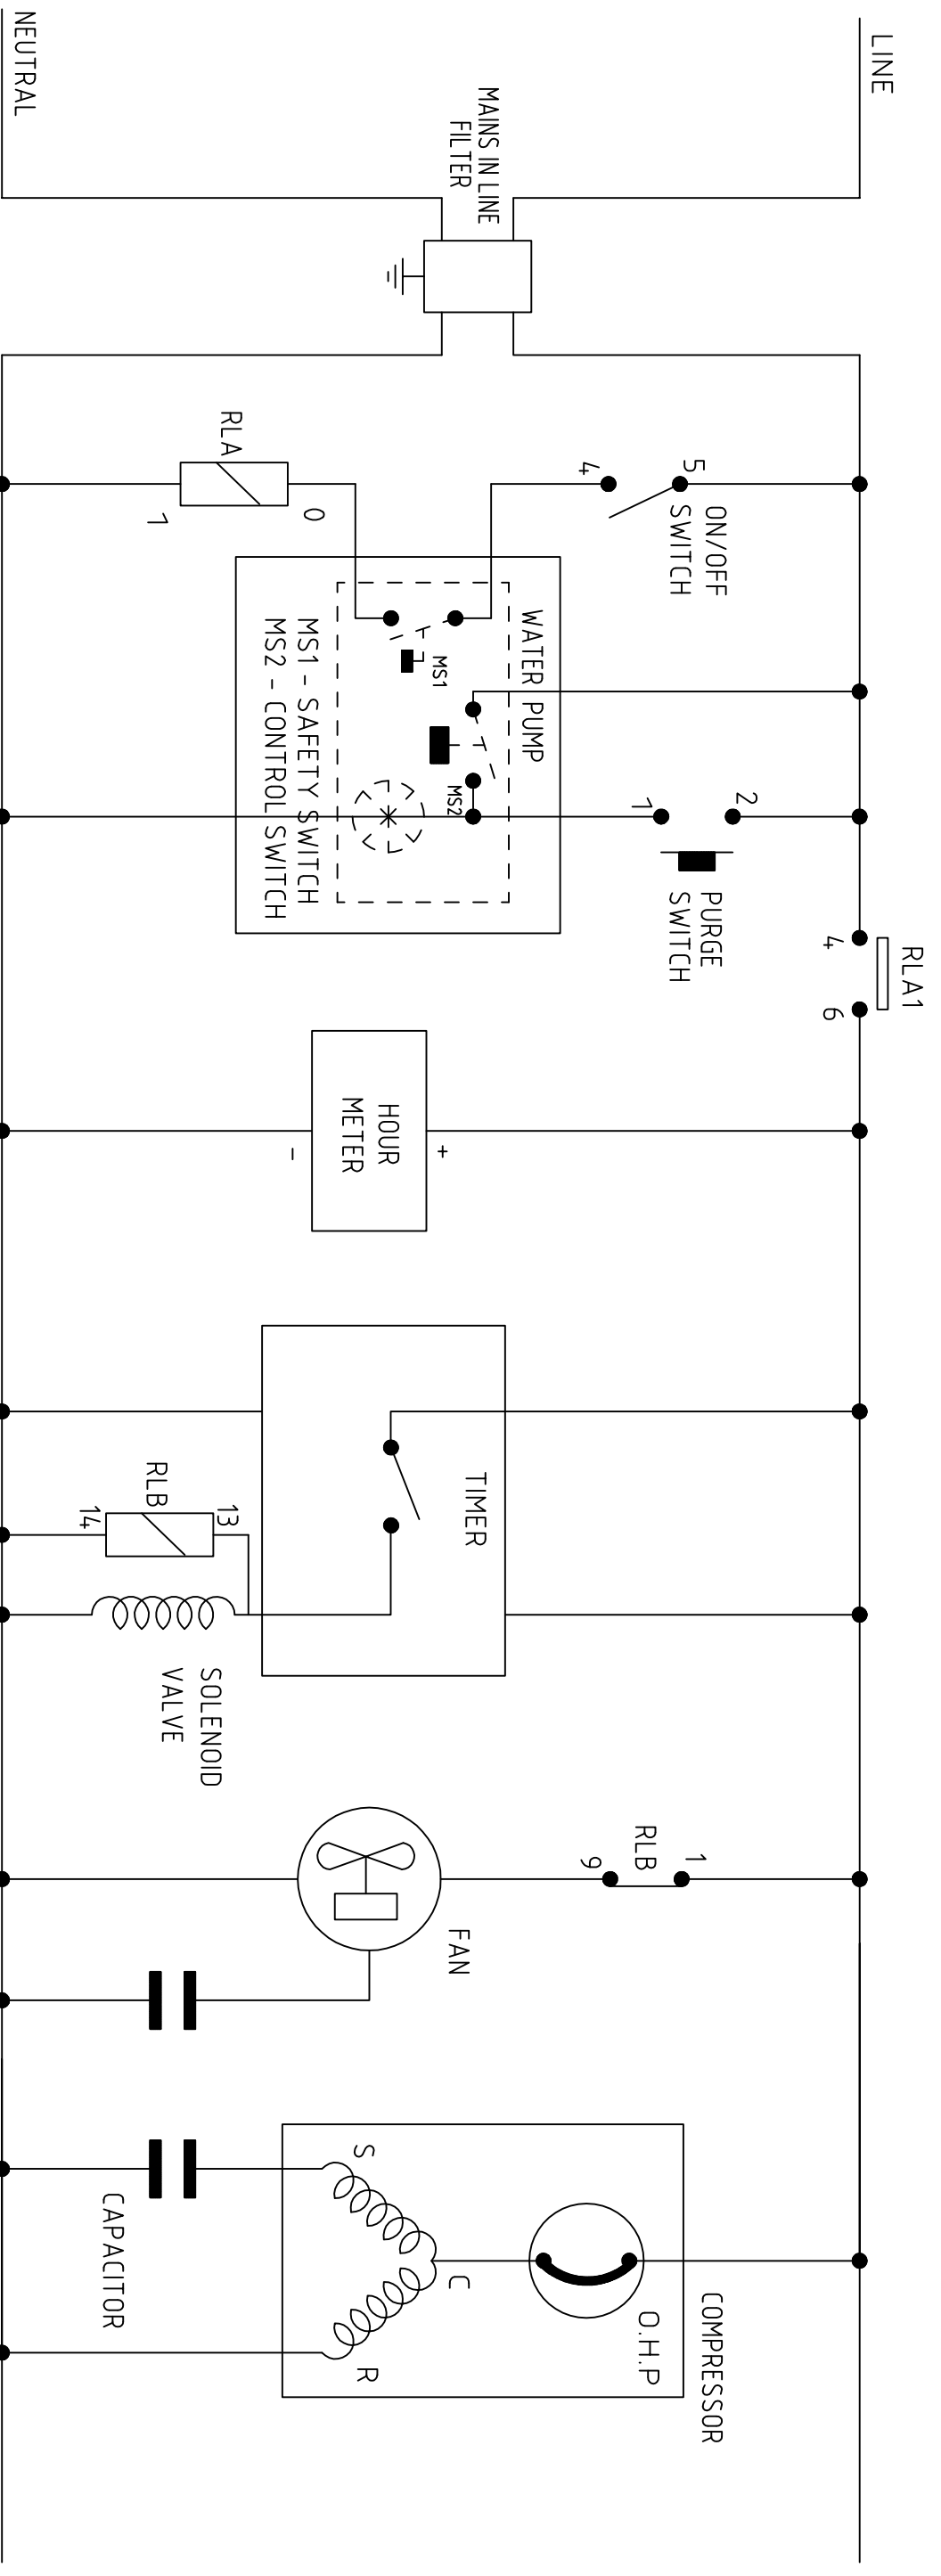 LINE
NEUTRAL
MAINS IN LINE
FILTER
5
4
ON/OFF
SWITCH
RLA
0
1
WATER PUMP
MS1
MS2
MS1 - SAFETY SWITCH
MS2 - CONTROL SWITCH
2
1
PURGE
SWITCH
RLA1
4
6
HOUR
METER
+
-
TIMER
RLB
13
14
SOLENOID
VALVE
RLB
1
9
FAN
COMPRESSOR
O.H.P
C
S
R
CAPACITOR